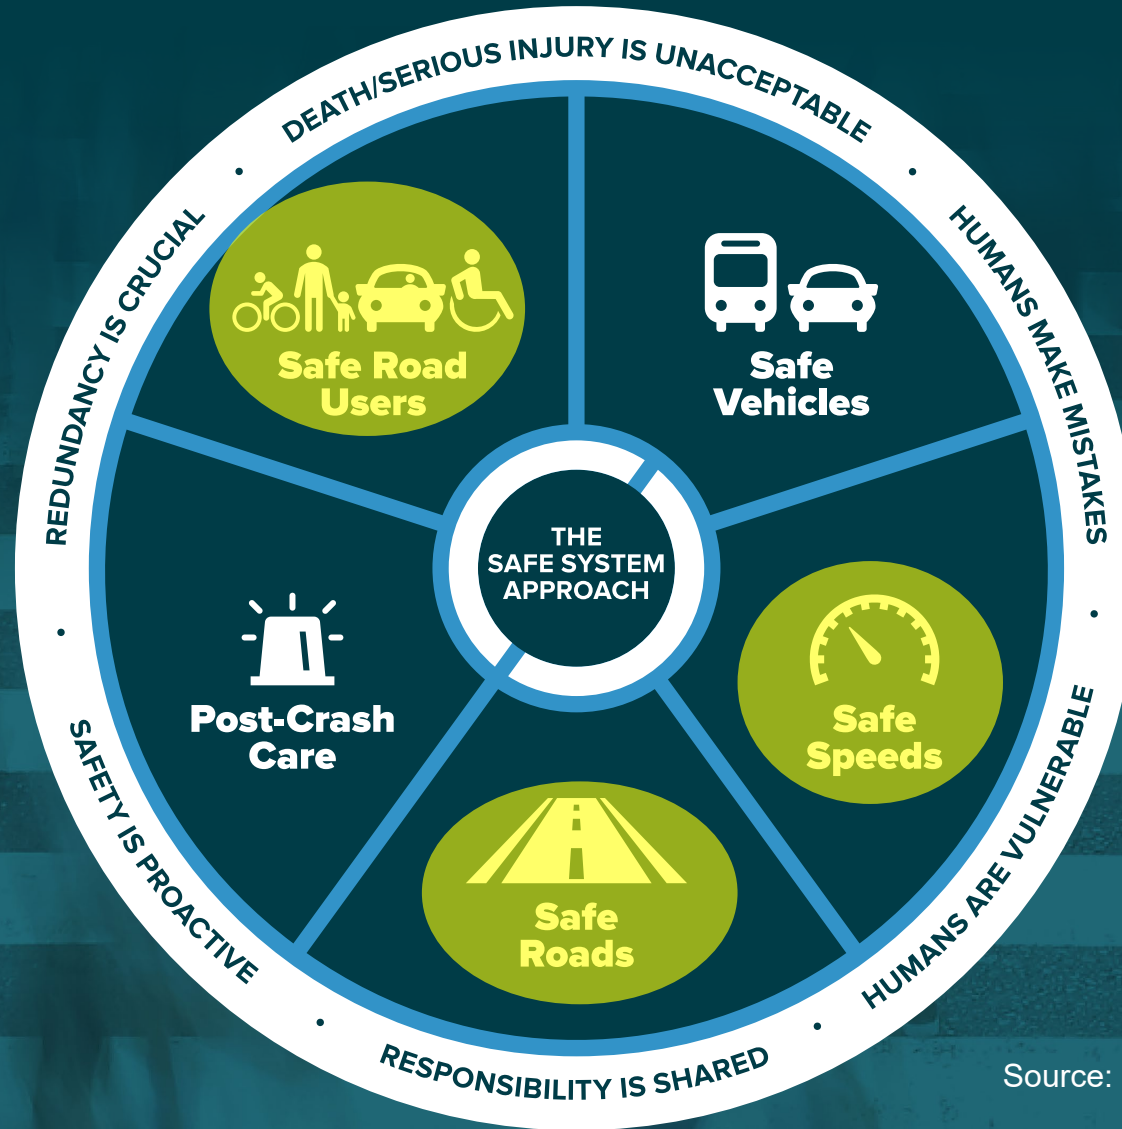 DEATH/SERIOUS INJURY IS UNACCEPTABLE
HUMANS MAKE MISTAKES
HUMANS ARE VULNERABLE
RESPONSIBILITY IS SHARED
SAFETY IS PROACTIVE
REDUNDANCY IS CRUCIAL
Safe Road
Users
Safe
Vehicles
THE
SAFE SYSTEM
APPROACH
Safe
Speeds
Safe
Roads
Post-Crash
Care
Source: